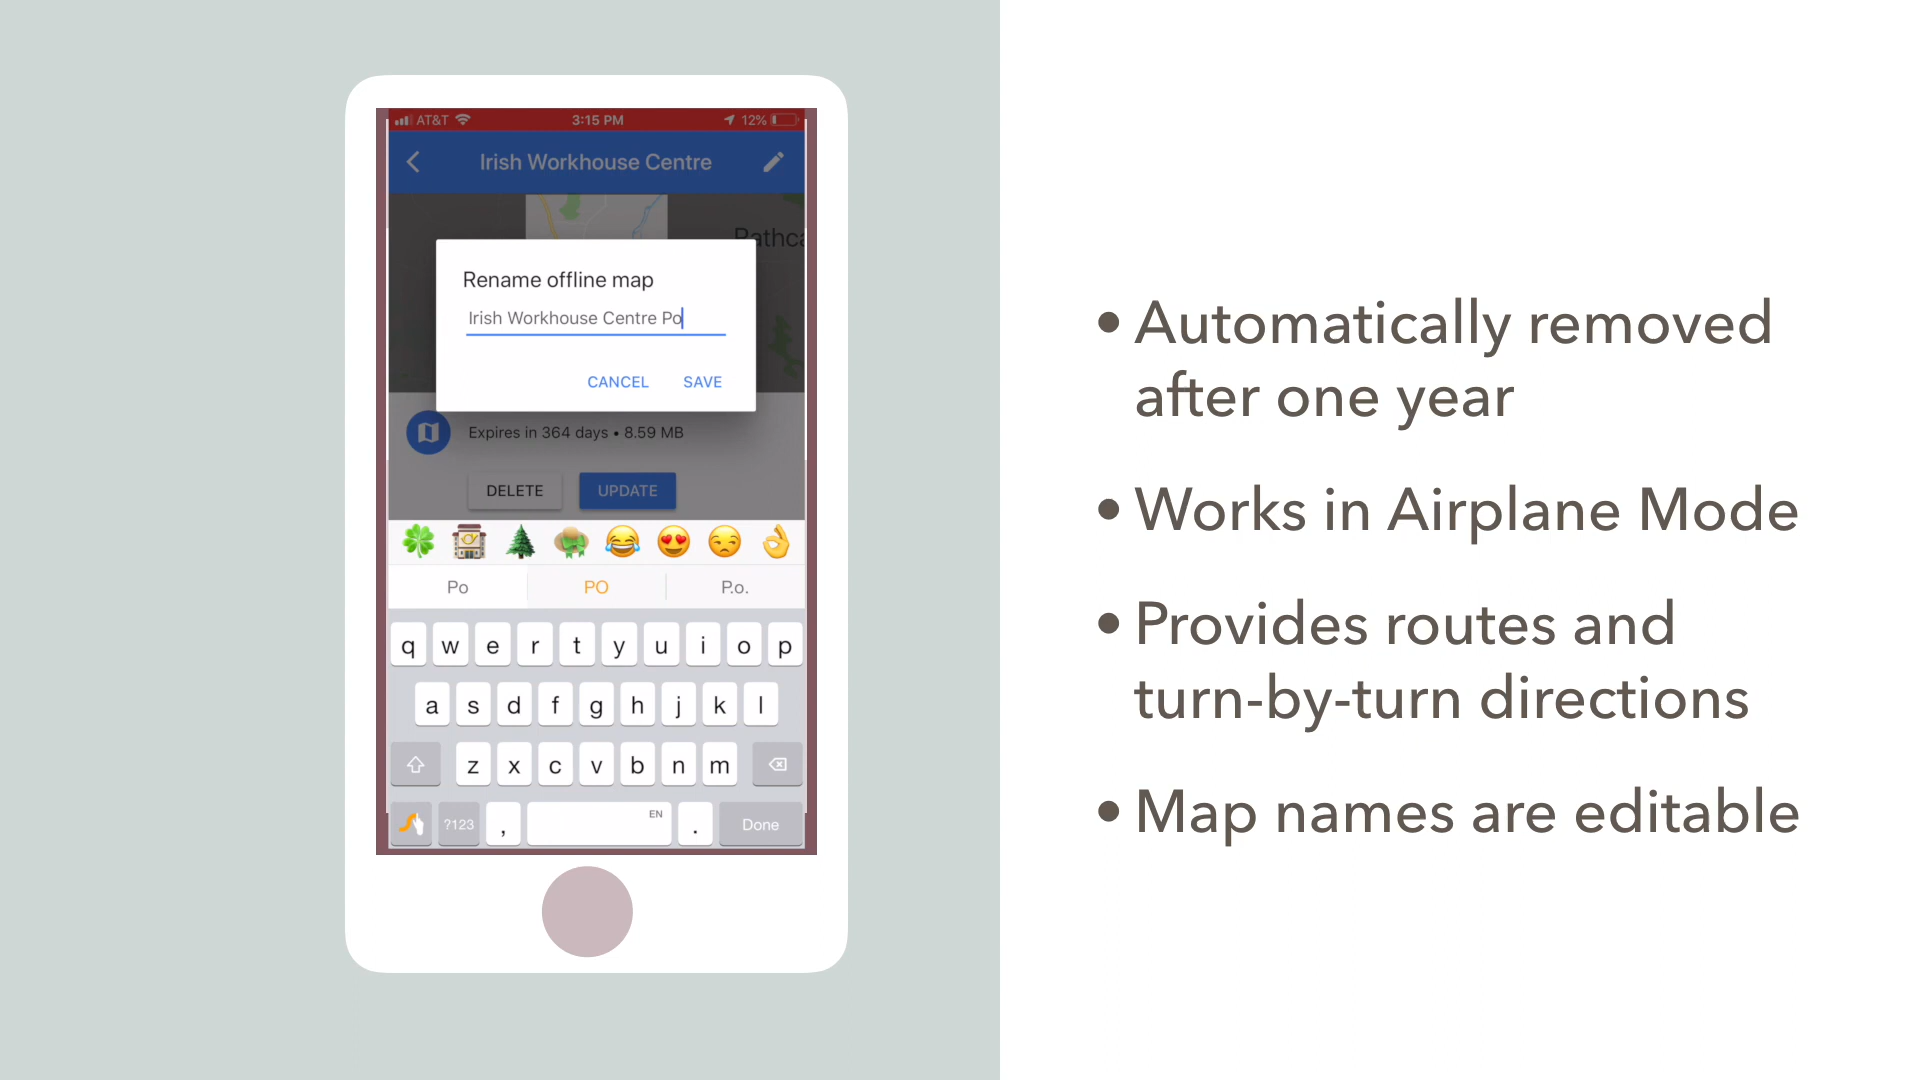 AT&T 3:15 PM 12%
Irish Workhouse Centre
Rathca
Rename offline map
Irish Workhouse Centre Po
CANCEL SAVE
Expires in 364 days • 8.59 MB
DELETE UPDATE
Po PO P.o.
q w e r t y u i o p
a s d f g h j k l
z x c v b n m
?123 , EN . Done
• Automatically removed
after one year
• Works in Airplane Mode
• Provides routes and
turn-by-turn directions
• Map names are editable